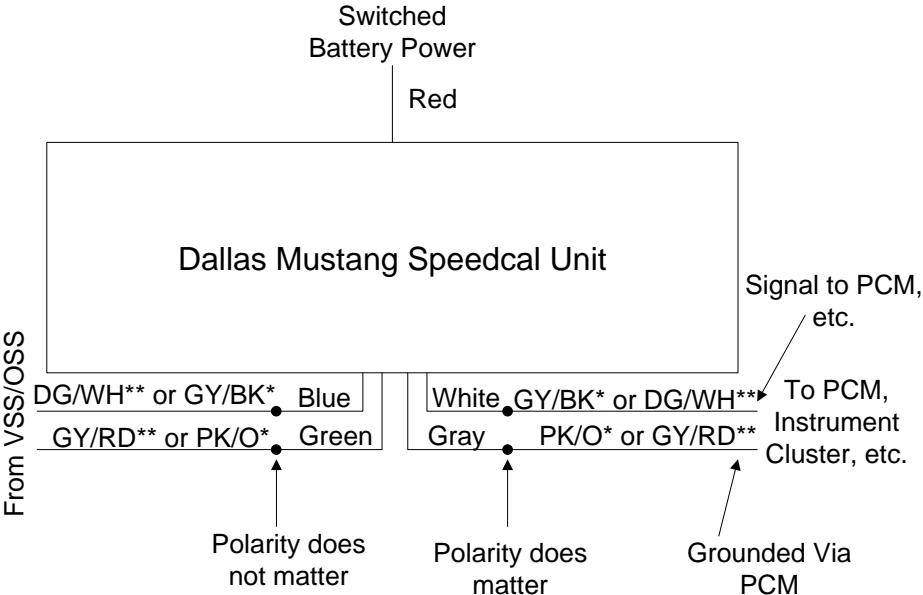 Switched
Battery Power
Red
Dallas Mustang Speedcal Unit
Signal to PCM,
etc.
From VSS/OSS
DG/WH** or GY/BK*
Blue
White
GY/BK* or DG/WH**
GY/RD** or PK/O*
Green
Gray
PK/O* or GY/RD**
To PCM,
Instrument
Cluster, etc.
Polarity does
not matter
Polarity does
matter
Grounded Via
PCM